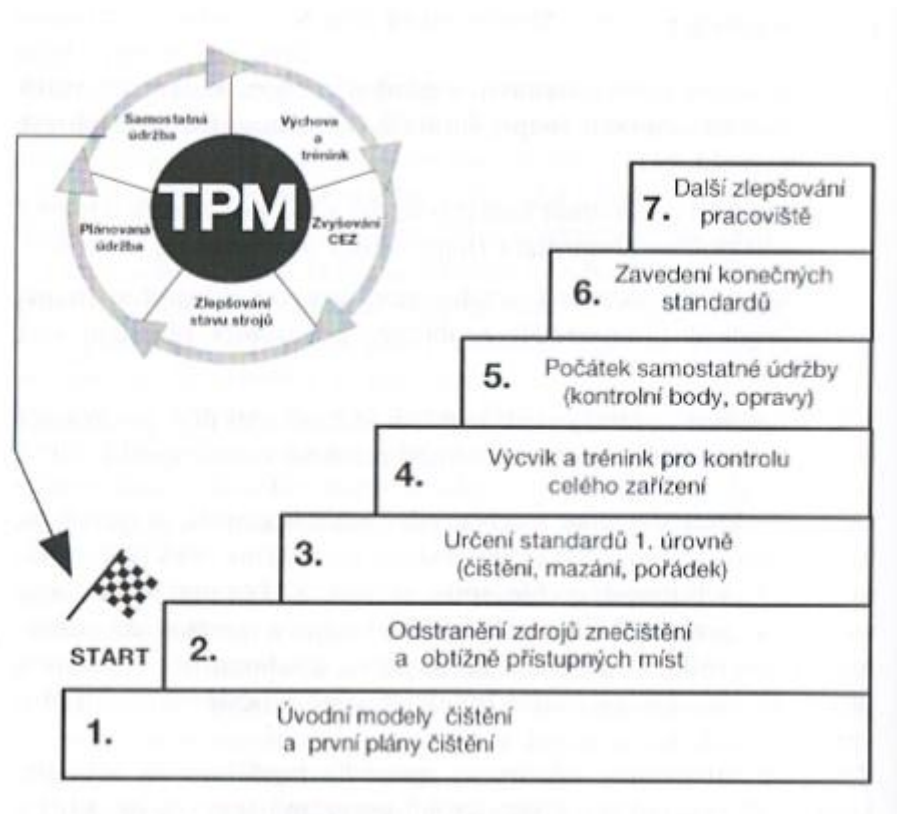 Samostatná
údržba
Výchova
a
trénink
TPM
Plánovaná
údržba
Zvyšování
CEZ
Zlepšování
stavu strojů
7.
Další zlepšování
pracoviště
6.
Zavedení konečných
standardů
5.
Počátek samostatné údržby
(kontrolní body, opravy)
4.
Výcvik a trénink pro kontrolu
celého zařízení
3.
Určení standardů 1. úrovně
(čištění, mazání, pořádek)
START
2.
Odstranění zdrojů znečištění
a obtížně přístupných míst
1.
Úvodní modely čištění
a první plány čištění